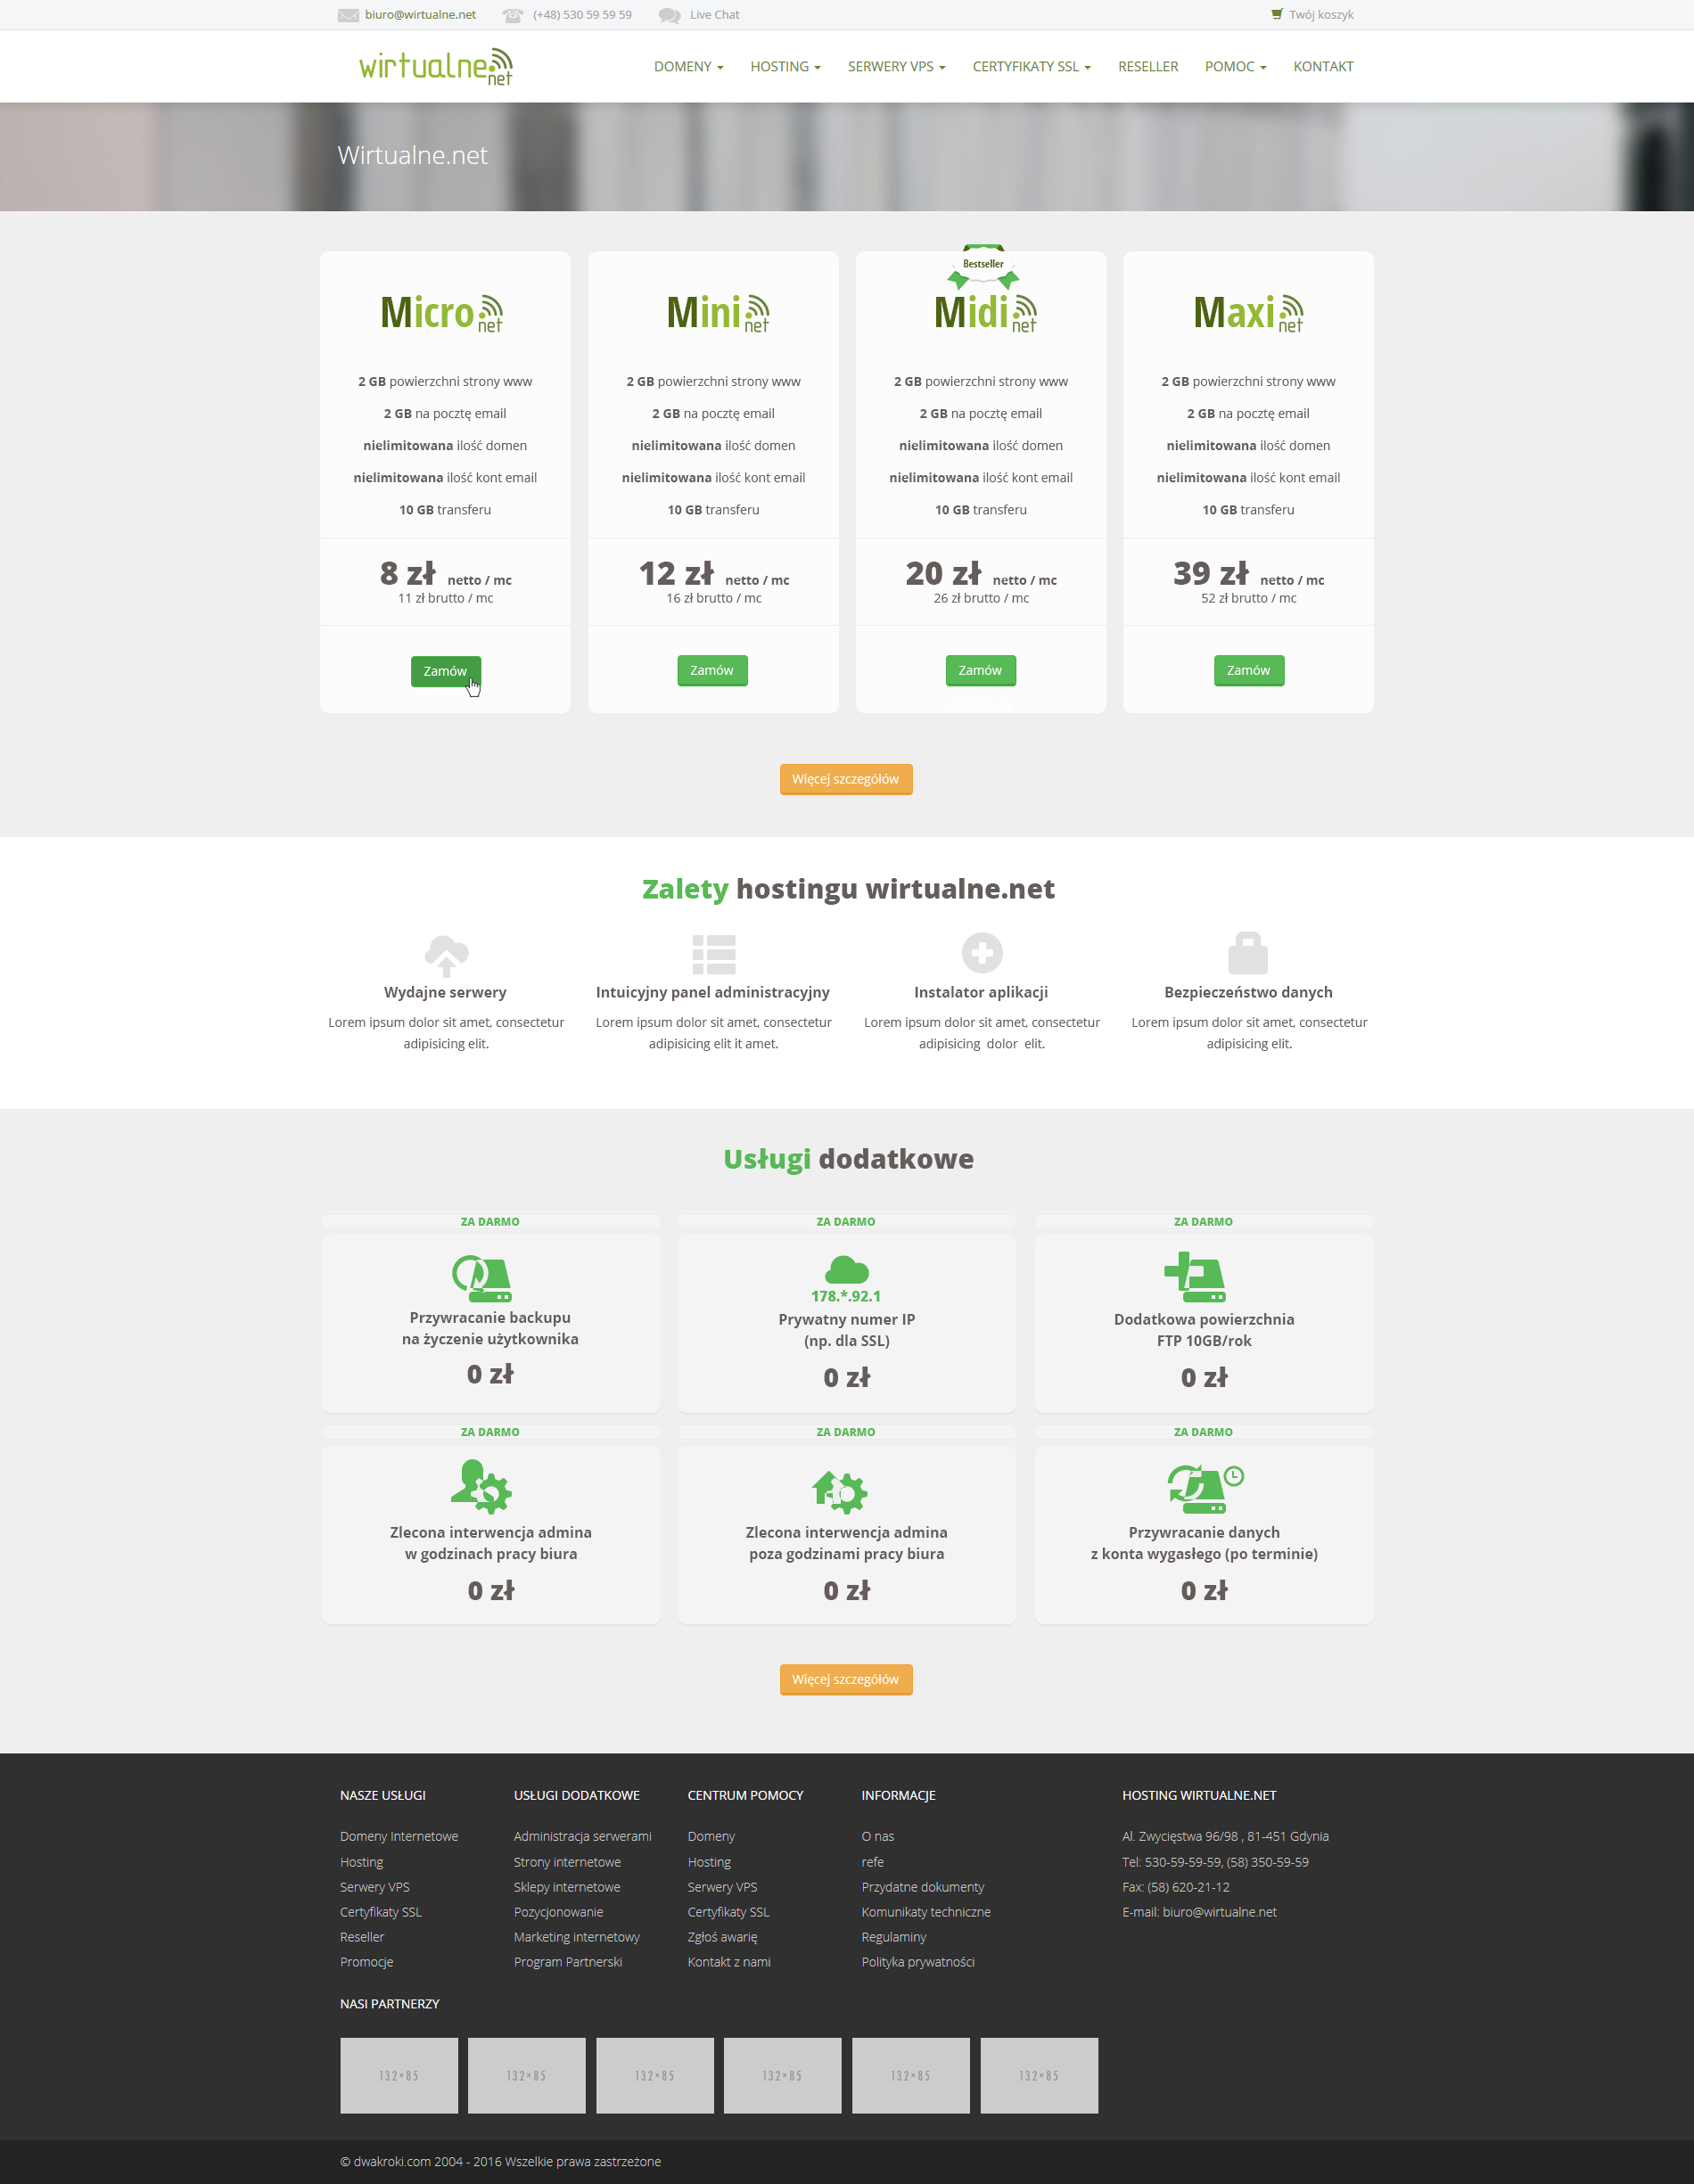 biuro@wirtualne.net (+48) 530 59 59 59 Live Chat Twój koszyk
wirtualne.net DOMENY HOSTING SERWERY VPS CERTYFIKATY SSL RESELLER POMOC KONTAKT
Wirtualne.net
Bestseller
Micro.net Mini.net Midi.net Maxi.net
2 GB powierzchni strony www 2 GB powierzchni strony www 2 GB powierzchni strony www 2 GB powierzchni strony www
2 GB na pocztę email 2 GB na pocztę email 2 GB na pocztę email 2 GB na pocztę email
nielimitowana ilość domen nielimitowana ilość domen nielimitowana ilość domen nielimitowana ilość domen
nielimitowana ilość kont email nielimitowana ilość kont email nielimitowana ilość kont email nielimitowana ilość kont email
10 GB transferu 10 GB transferu 10 GB transferu 10 GB transferu
8 zł netto / mc 12 zł netto / mc 20 zł netto / mc 39 zł netto / mc
11 zł brutto / mc 16 zł brutto / mc 26 zł brutto / mc 52 zł brutto / mc
Zamów Zamów Zamów Zamów
Więcej szczegółów
Zalety hostingu wirtualne.net
Wydajne serwery Intuicyjny panel administracyjny Instalator aplikacji Bezpieczeństwo danych
Lorem ipsum dolor sit amet, consectetur Lorem ipsum dolor sit amet, consectetur Lorem ipsum dolor sit amet, consectetur Lorem ipsum dolor sit amet, consectetur
adipisicing elit. adipisicing elit it amet. adipisicing dolor elit. adipisicing elit.
Usługi dodatkowe
ZA DARMO ZA DARMO ZA DARMO
178.*.92.1
Przywracanie backupu Prywatny numer IP Dodatkowa powierzchnia
na życzenie użytkownika (np. dla SSL) FTP 10GB/rok
0 zł 0 zł 0 zł
ZA DARMO ZA DARMO ZA DARMO
Zlecona interwencja admina Zlecona interwencja admina Przywracanie danych
w godzinach pracy biura poza godzinami pracy biura z konta wygasłego (po terminie)
0 zł 0 zł 0 zł
Więcej szczegółów
NASZE USŁUGI USŁUGI DODATKOWE CENTRUM POMOCY INFORMACJE HOSTING WIRTUALNE.NET
Domeny Internetowe Administracja serwerami Domeny O nas Al. Zwycięstwa 96/98 , 81-451 Gdynia
Hosting Strony internetowe Hosting refe Tel: 530-59-59-59, (58) 350-59-59
Serwery VPS Sklepy internetowe Serwery VPS Przydatne dokumenty Fax: (58) 620-21-12
Certyfikaty SSL Pozycjonowanie Certyfikaty SSL Komunikaty techniczne E-mail: biuro@wirtualne.net
Reseller Marketing internetowy Zgłoś awarię Regulaminy
Promocje Program Partnerski Kontakt z nami Polityka prywatności
NASI PARTNERZY
132×85 132×85 132×85 132×85 132×85 132×85
© dwakroki.com 2004 - 2016 Wszelkie prawa zastrzeżone